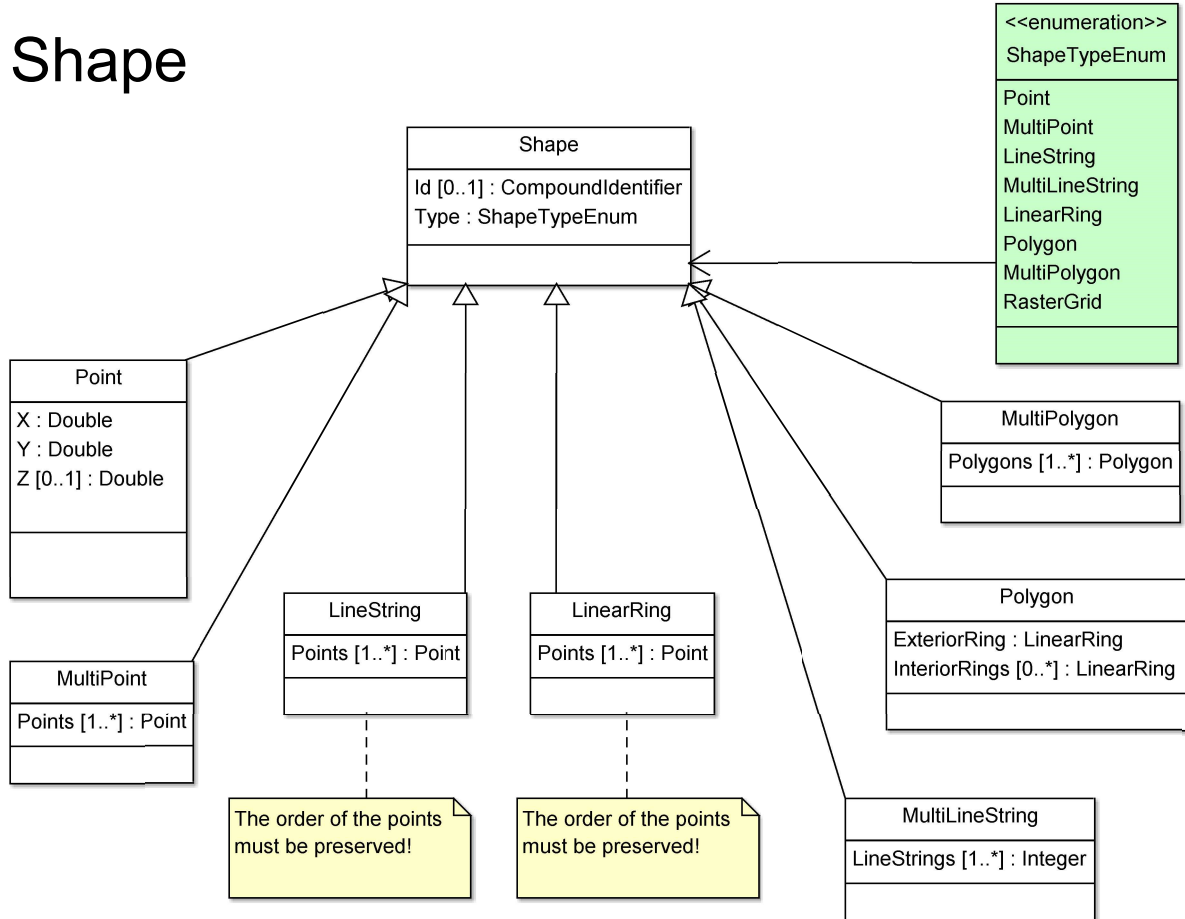 Shape
<<enumeration>>
ShapeTypeEnum
Point
MultiPoint
LineString
MultiLineString
LinearRing
Polygon
MultiPolygon
RasterGrid
Shape
Id [0..1] : CompoundIdentifier
Type : ShapeTypeEnum
Point
X : Double
Y : Double
Z [0..1] : Double
MultiPolygon
Polygons [1..*] : Polygon
LineString
Points [1..*] : Point
LinearRing
Points [1..*] : Point
Polygon
ExteriorRing : LinearRing
InteriorRings [0..*] : LinearRing
MultiPoint
Points [1..*] : Point
The order of the points
must be preserved!
The order of the points
must be preserved!
MultiLineString
LineStrings [1..*] : Integer